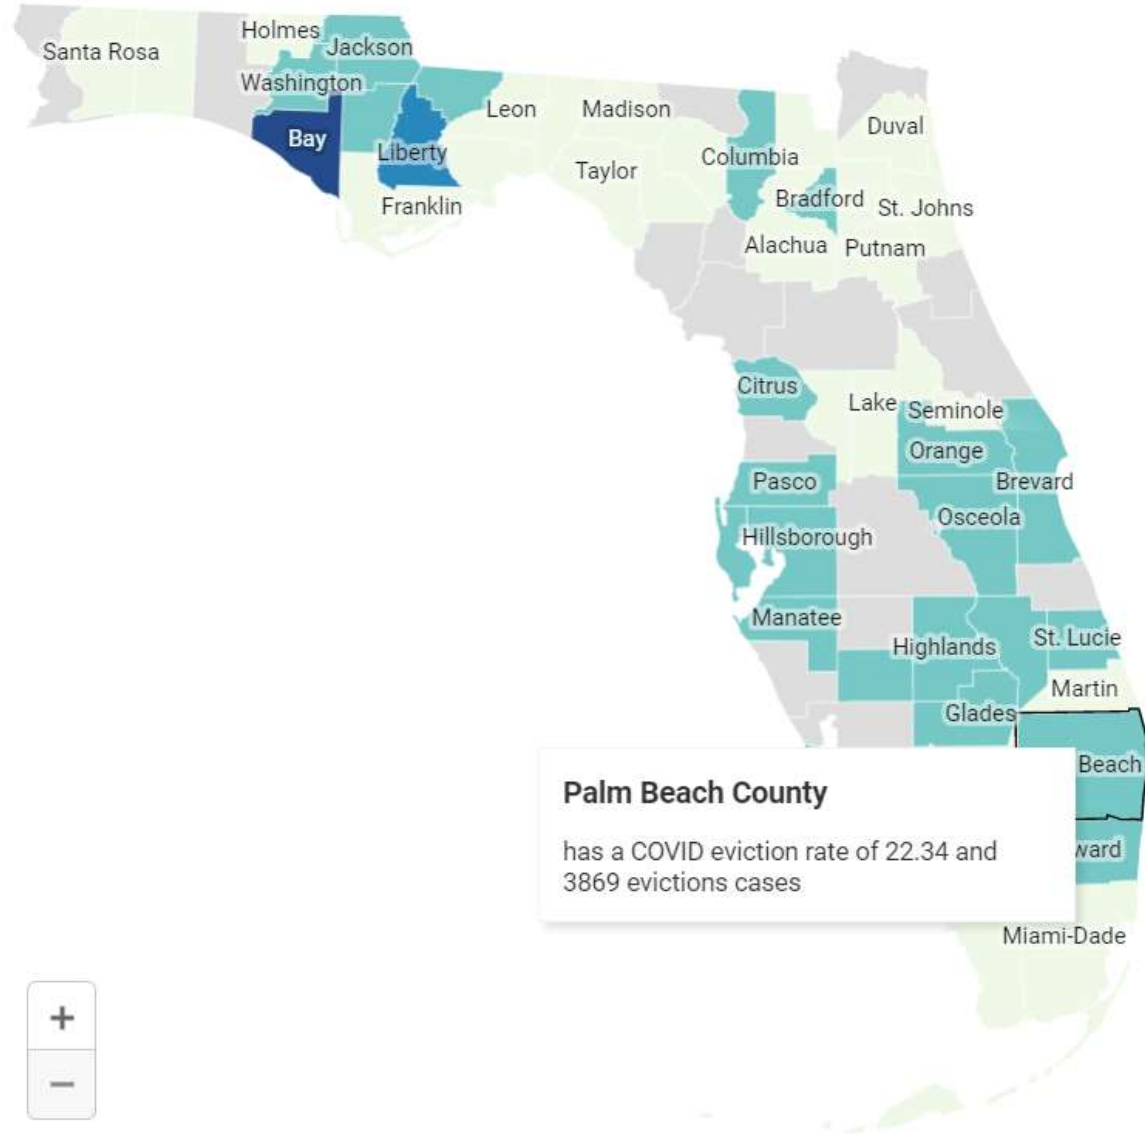 Holmes
Santa Rosa
Jackson
Washington
Leon
Madison
Duval
Bay
Liberty
Columbia
Taylor
Bradford
St. Johns
Franklin
Alachua
Putnam
Citrus
Lake
Seminole
Orange
Pasco
Brevard
Osceola
Hillsborough
Manatee
St. Lucie
Highlands
Martin
Glades
Beach
Palm Beach County
has a COVID eviction rate of 22.34 and
3869 evictions cases
ward
Miami-Dade
+
−